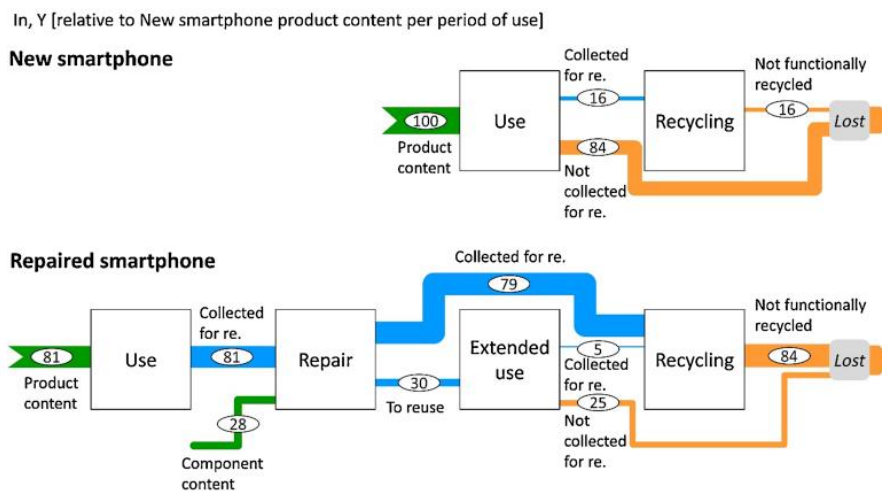 In, Y [relative to New smartphone product content per period of use]
New smartphone
100
Product
content
Use
Collected
for re.
16
84
Not
collected
for re.
Recycling
Not functionally
recycled
16
Lost
Repaired smartphone
81
Product
content
Use
Collected
for re.
81
28
Component
content
Repair
Collected for re.
79
30
To reuse
Extended
use
5
Collected
for re.
25
Not
collected
for re.
Recycling
Not functionally
recycled
84
Lost